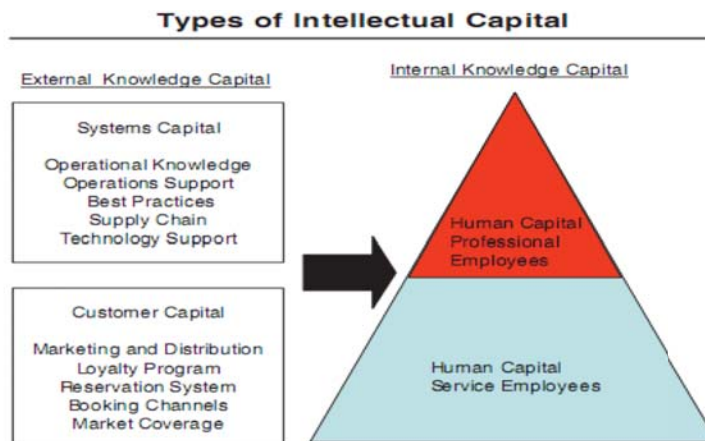 Types of Intellectual Capital
External Knowledge Capital
Systems Capital
Operational Knowledge
Operations Support
Best Practices
Supply Chain
Technology Support
Customer Capital
Marketing and Distribution
Loyalty Program
Reservation System
Booking Channels
Market Coverage
Internal Knowledge Capital
Human Capital
Professional
Employees
Human Capital
Service Employees